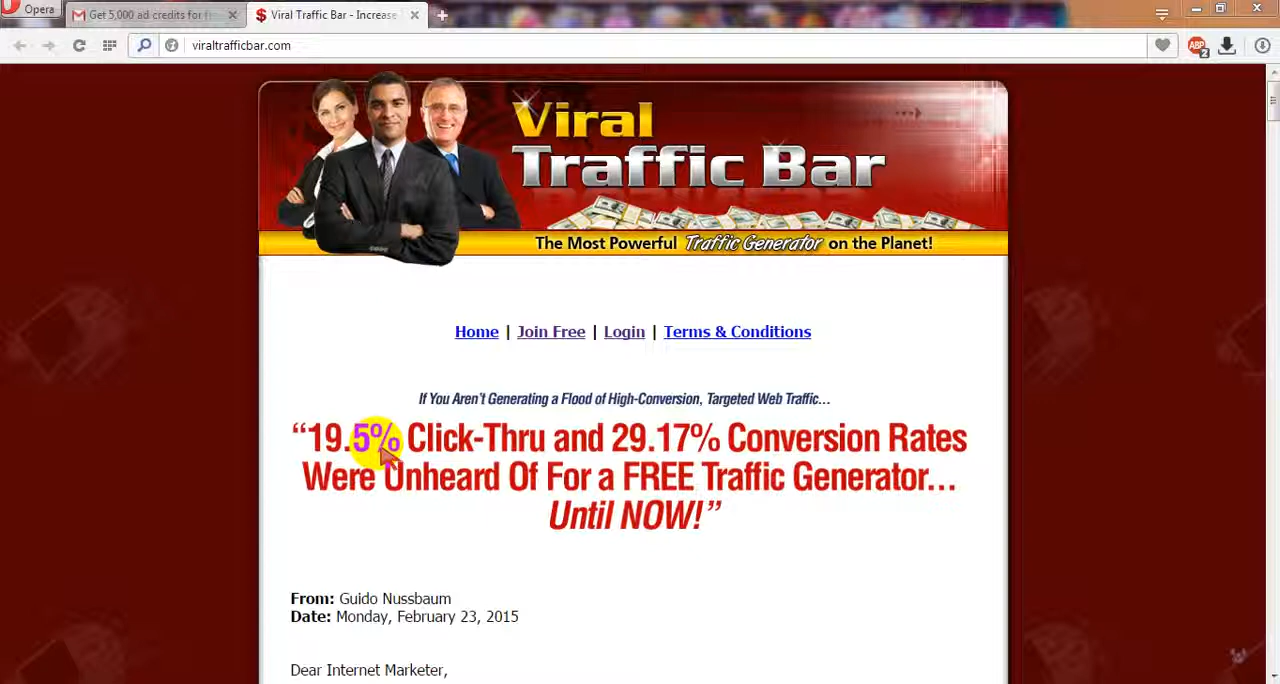 Opera
Get 5,000 ad credits for
Viral Traffic Bar - Increase
viraltrafficbar.com
ABP
2
Viral
Traffic Bar
The Most Powerful Traffic Generator on the Planet!
Home | Join Free | Login | Terms & Conditions
If You Aren't Generating a Flood of High-Conversion, Targeted Web Traffic...
“19.5% Click-Thru and 29.17% Conversion Rates
Were Unheard Of For a FREE Traffic Generator...
Until NOW!”
From: Guido Nussbaum
Date: Monday, February 23, 2015
Dear Internet Marketer,